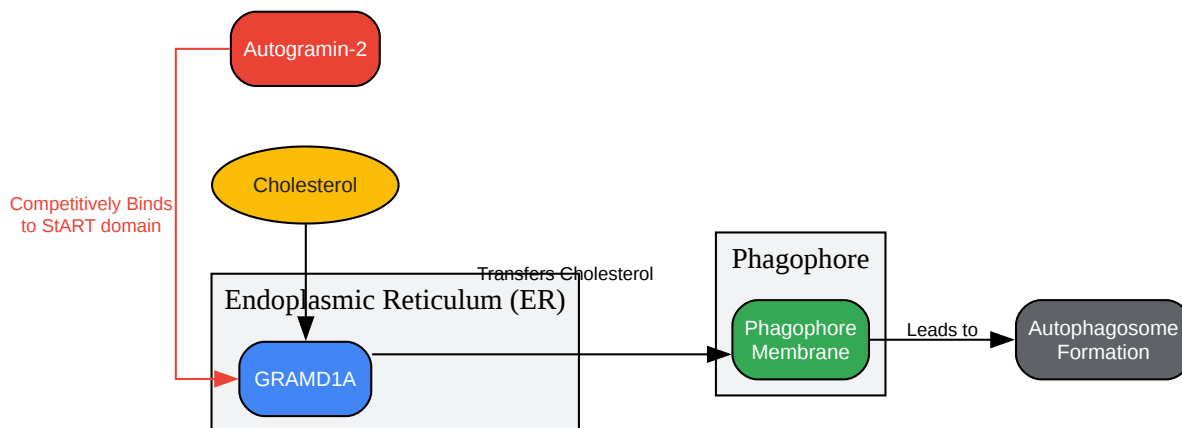 Autogramin-2
Cholesterol
Competitively Binds
to StART domain
Transfers Cholesterol
Endoplasmic Reticulum (ER)
GRAMD1A
Phagophore
Phagophore
Membrane
Leads to
Autophagosome
Formation